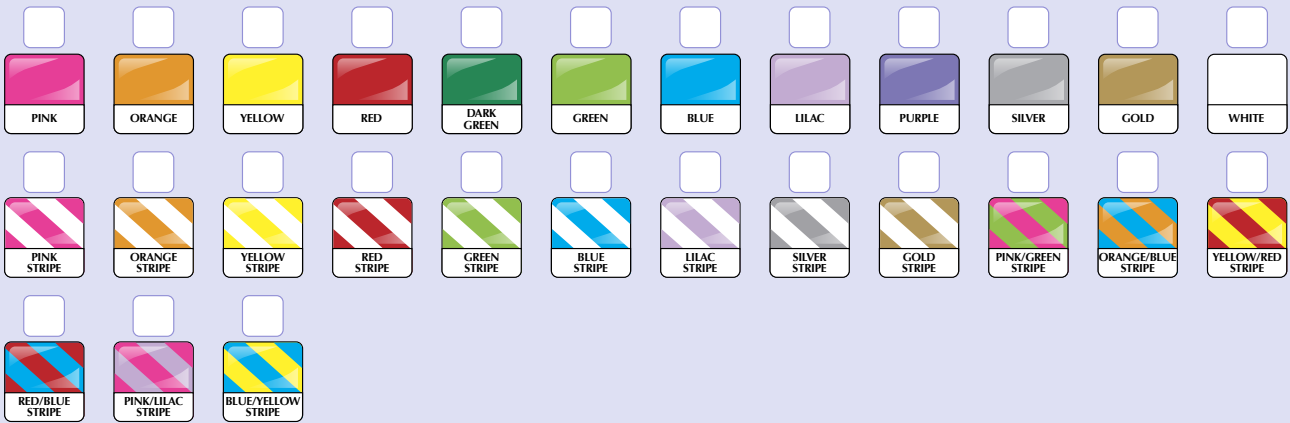 PINK
ORANGE
YELLOW
RED
DARK
GREEN
GREEN
BLUE
LILAC
PURPLE
SILVER
GOLD
WHITE
PINK
STRIPE
ORANGE
STRIPE
YELLOW
STRIPE
RED
STRIPE
GREEN
STRIPE
BLUE
STRIPE
LILAC
STRIPE
SILVER
STRIPE
GOLD
STRIPE
PINK/GREEN
STRIPE
ORANGE/BLUE
STRIPE
YELLOW/RED
STRIPE
RED/BLUE
STRIPE
PINK/LILAC
STRIPE
BLUE/YELLOW
STRIPE